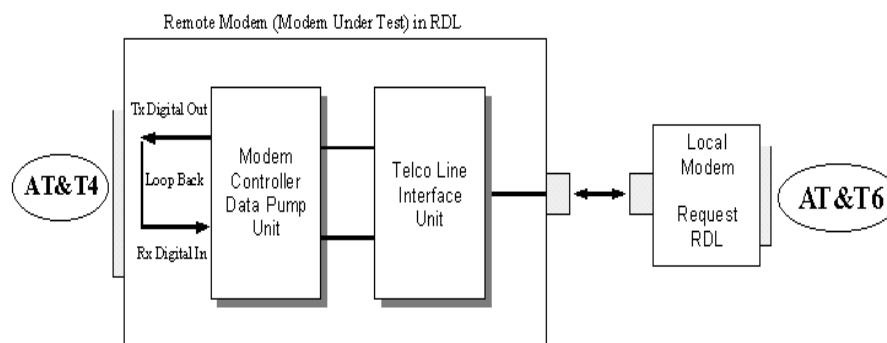 Remote Modem (Modem Under Test) in RDL
AT&T4
Tx Digital Out
Loop Back
Rx Digital In
Modem
Controller
Data Pump
Unit
Telco Line
Interface
Unit
Local
Modem
Request
RDL
AT&T6